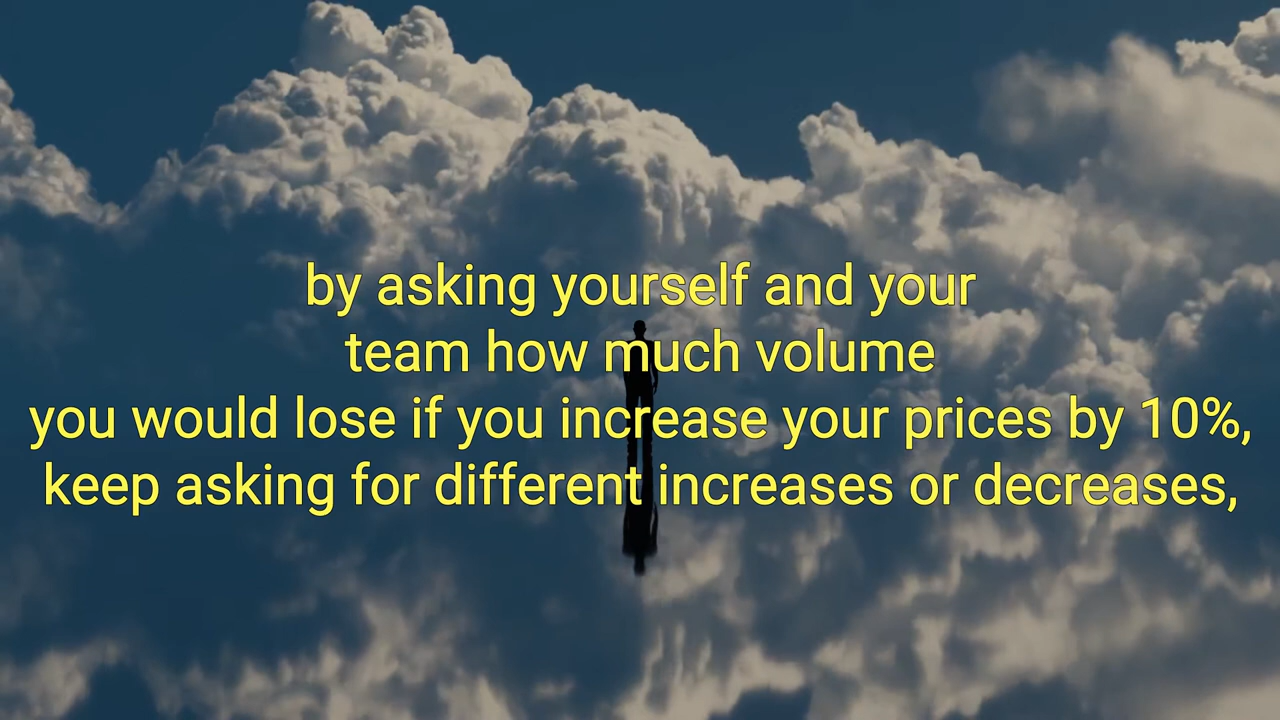 by asking yourself and your
team how much volume
you would lose if you increase your prices by 10%,
keep asking for different increases or decreases,